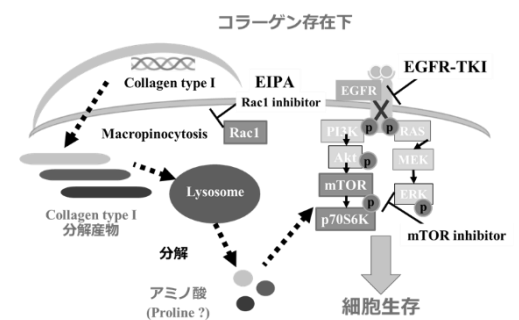 コラーゲン存在下
Collagen type I
EIPA
Rac1 inhibitor
Macropinocytosis
Rac1
EGFR-TKI
EGFR
PI3K
p
p
RAS
Akt
p
MEK
mTOR
ERK
p
p
p70S6K
mTOR inhibitor
Collagen type I
分解産物
Lysosome
分解
アミノ酸
(Proline ?)
細胞生存